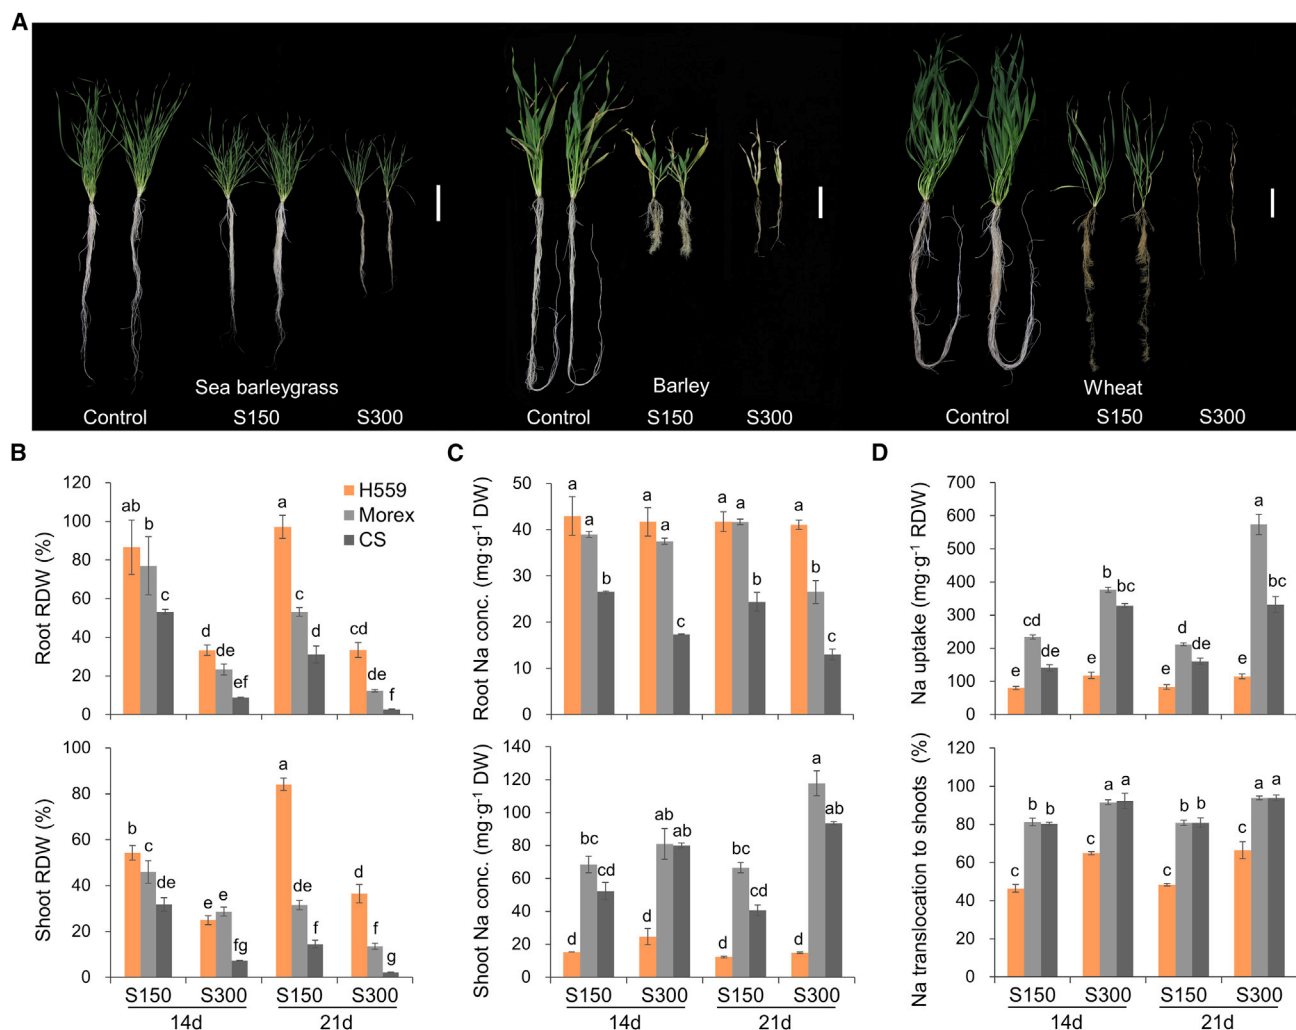 A
Sea barleygrass
Barley
Wheat
Control
S150
S300
Control
S150
S300
Control
S150
S300
B
Root RDW (%)
120
100
80
60
40
20
0
H559
Morex
CS
ab
b
c
d
de
ef
a
c
d
cd
de
f
Shoot RDW (%)
100
80
60
40
20
0
b
c
de
e
e
fg
a
de
f
d
f
g
S150
S300
S150
S300
14d
21d
C
Root Na conc. (mg·g⁻¹ DW)
50
40
30
20
10
0
a
a
b
a
a
c
a
a
b
a
b
c
Shoot Na conc. (mg·g⁻¹ DW)
140
120
100
80
60
40
20
0
d
bc
cd
d
ab
ab
d
bc
cd
d
a
ab
S150
S300
S150
S300
14d
21d
D
Na uptake (mg·g⁻¹ RDW)
700
600
500
400
300
200
100
0
e
cd
de
e
b
bc
e
d
de
e
a
bc
Na translocation to shoots (%)
120
100
80
60
40
20
0
c
b
b
c
a
a
c
b
b
c
a
a
S150
S300
S150
S300
14d
21d